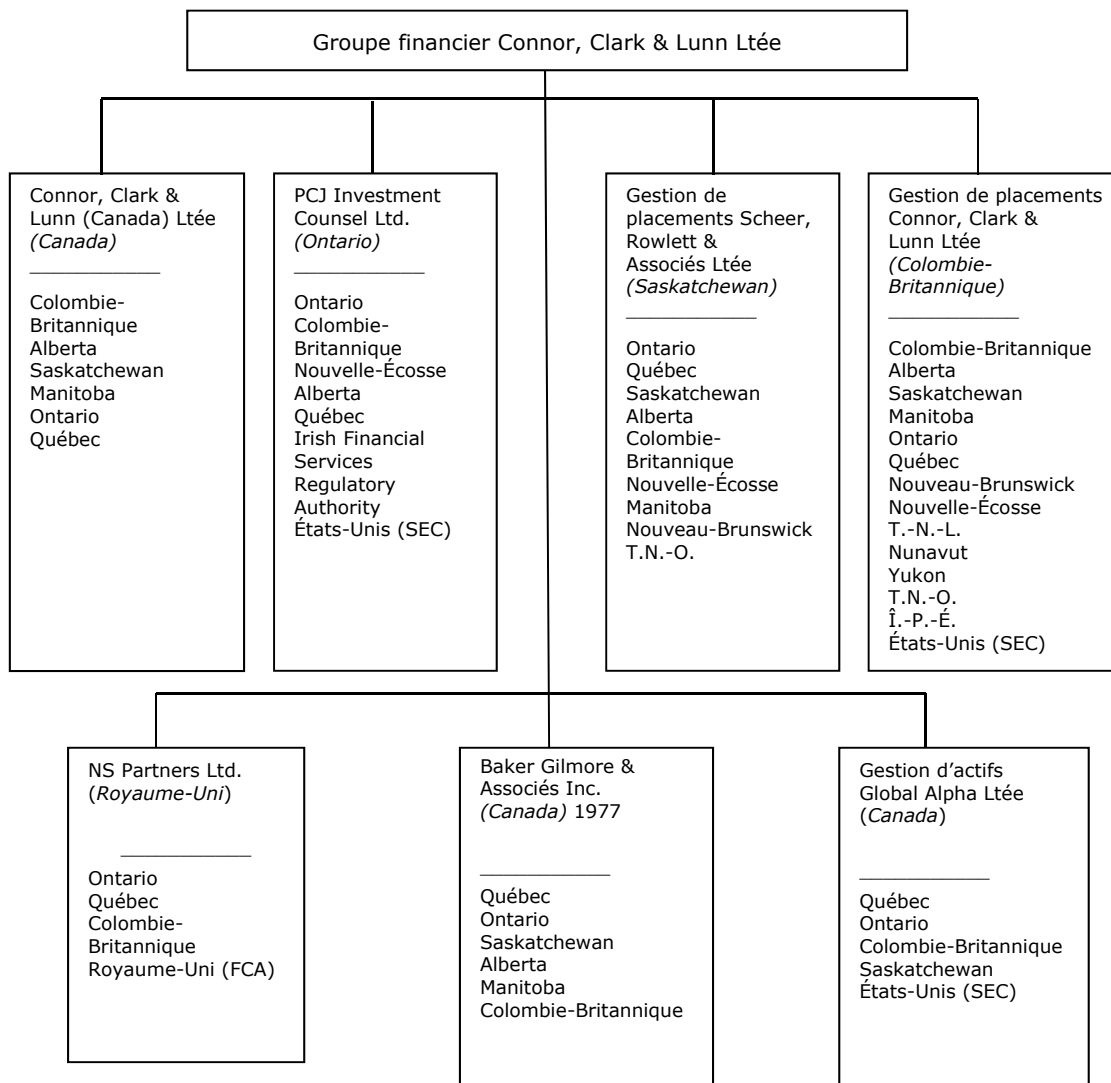 Groupe financier Connor, Clark & Lunn Ltée
Connor, Clark &
Lunn (Canada) Ltée
(Canada)
Colombie-
Britannique
Alberta
Saskatchewan
Manitoba
Ontario
Québec
PCJ Investment
Counsel Ltd.
(Ontario)
Ontario
Colombie-
Britannique
Nouvelle-Écosse
Alberta
Québec
Irish Financial
Services
Regulatory
Authority
États-Unis (SEC)
Gestion de
placements Scheer,
Rowlett &
Associés Ltée
(Saskatchewan)
Ontario
Québec
Saskatchewan
Alberta
Colombie-
Britannique
Nouvelle-Écosse
Manitoba
Nouveau-Brunswick
T.N.-O.
Gestion de placements
Connor, Clark &
Lunn Ltée
(Colombie-
Britannique)
Colombie-Britannique
Alberta
Saskatchewan
Manitoba
Ontario
Québec
Nouveau-Brunswick
Nouvelle-Écosse
T.-N.-L.
Nunavut
Yukon
T.N.-O.
Î.-P.-É.
États-Unis (SEC)
NS Partners Ltd.
(Royaume-Uni)
Ontario
Québec
Colombie-
Britannique
Royaume-Uni (FCA)
Baker Gilmore &
Associés Inc.
(Canada) 1977
Québec
Ontario
Saskatchewan
Alberta
Manitoba
Colombie-Britannique
Gestion d'actifs
Global Alpha Ltée
(Canada)
Québec
Ontario
Colombie-Britannique
Saskatchewan
États-Unis (SEC)